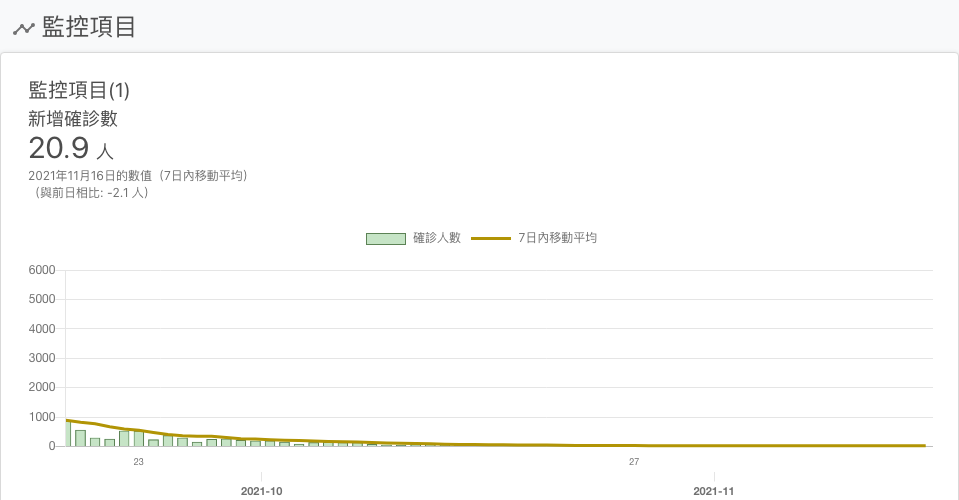 監控項目
監控項目(1)
新增確診數
20.9 人
2021年11月16日的數值（7日內移動平均）
（與前日相比: -2.1 人）
確診人數 7日內移動平均
6000
5000
4000
3000
2000
1000
0
23 27
2021-10 2021-11